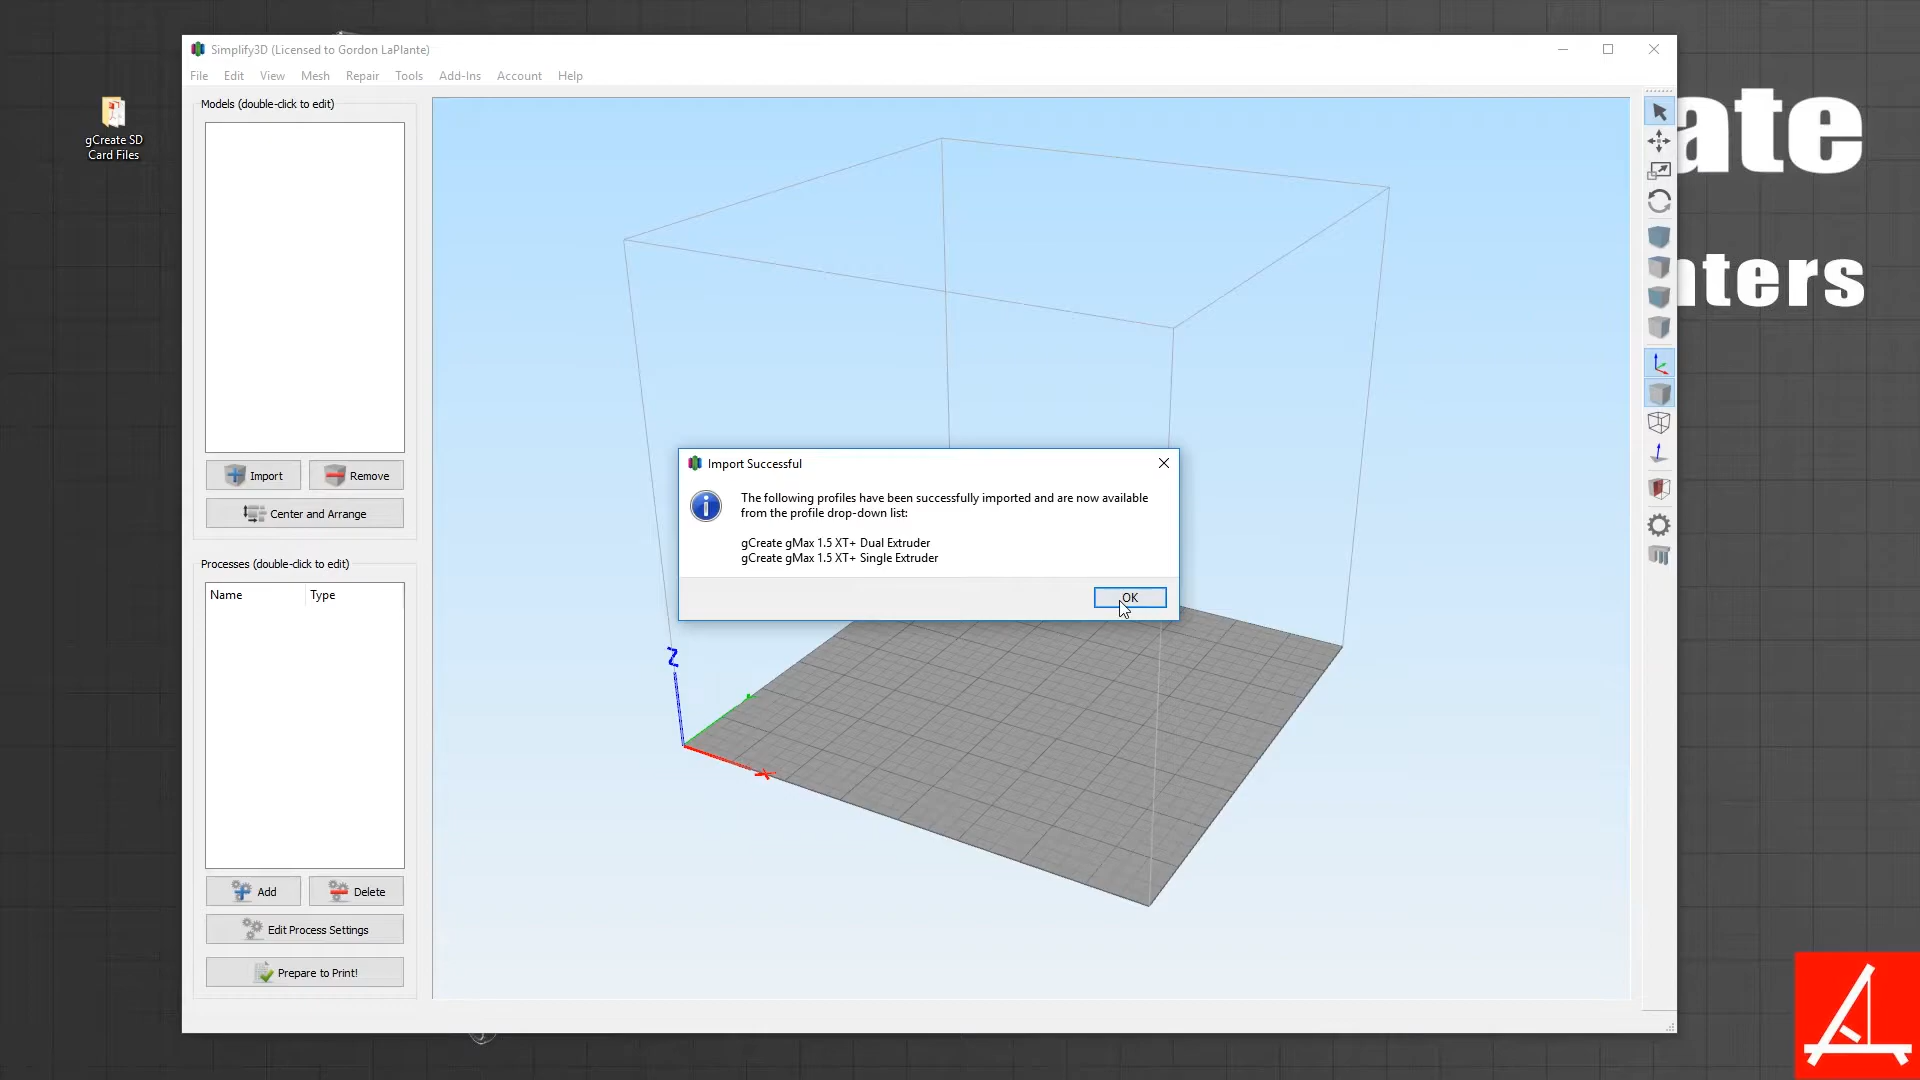 Simplify3D (Licensed to Gordon LaPlante)
File Edit View Mesh Repair Tools Add-Ins Account Help
ate
nters
gCreate SD
Card Files
Models (double-click to edit)
Import
Remove
Center and Arrange
Processes (double-click to edit)
Name Type
Add
Delete
Edit Process Settings
Prepare to Print!
Import Successful
The following profiles have been successfully imported and are now available
from the profile drop-down list:
gCreate gMax 1.5 XT+ Dual Extruder
gCreate gMax 1.5 XT+ Single Extruder
OK
Z